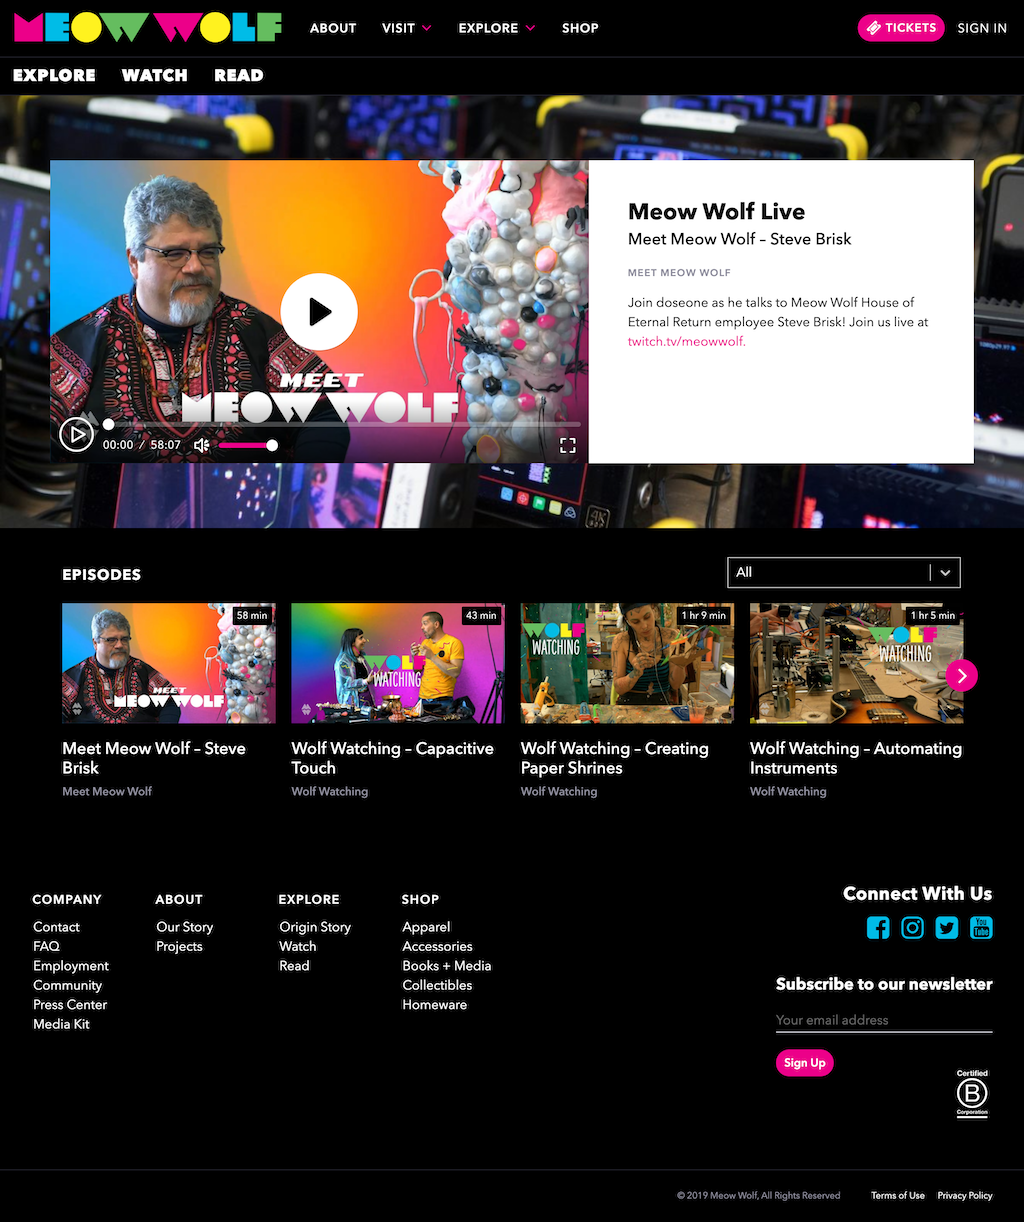 MEOW WOLF
ABOUT
VISIT
EXPLORE
SHOP
TICKETS
SIGN IN
EXPLORE
WATCH
READ
MEET
MEOW WOLF
00:00 / 58:07
Meow Wolf Live
Meet Meow Wolf – Steve Brisk
MEET MEOW WOLF
Join doseone as he talks to Meow Wolf House of
Eternal Return employee Steve Brisk! Join us live at
twitch.tv/meowwolf.
4K
EPISODES
All
58 min
MEET
MEOW WOLF
Meet Meow Wolf – Steve
Brisk
Meet Meow Wolf
43 min
WOLF
WATCHING
Wolf Watching – Capacitive
Touch
Wolf Watching
1 hr 9 min
WOLF
WATCHING
Wolf Watching – Creating
Paper Shrines
Wolf Watching
1 hr 5 min
WOLF
WATCHING
Wolf Watching – Automating
Instruments
Wolf Watching
COMPANY
Contact
FAQ
Employment
Community
Press Center
Media Kit
ABOUT
Our Story
Projects
EXPLORE
Origin Story
Watch
Read
SHOP
Apparel
Accessories
Books + Media
Collectibles
Homeware
Connect With Us
You
Tube
Subscribe to our newsletter
Your email address
Sign Up
Certified
B
Corporation
© 2019 Meow Wolf, All Rights Reserved
Terms of Use
Privacy Policy